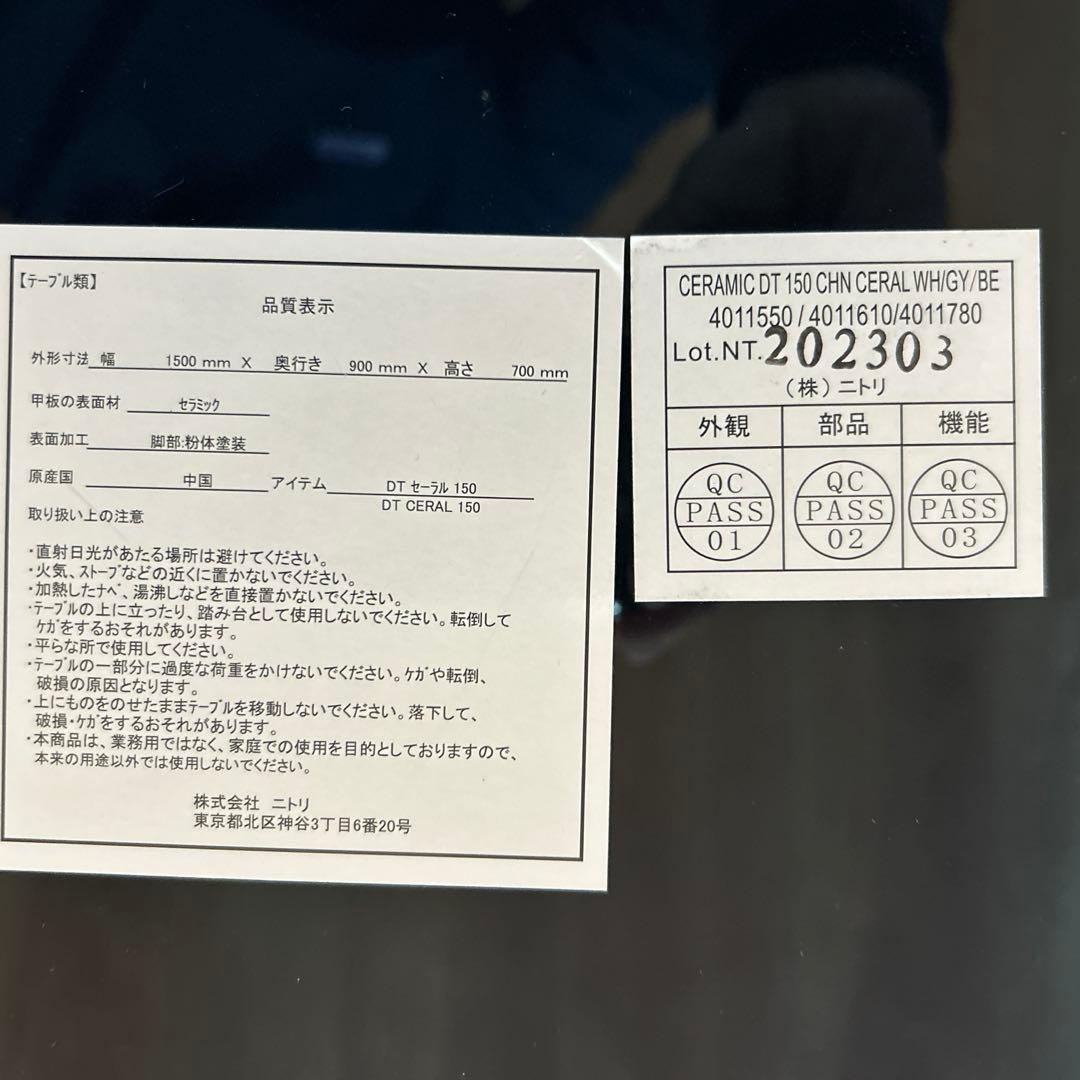 【テーブル類】
品質表示
外形寸法 幅 1500 mm X 奥行き 900 mm X 高さ 700 mm
甲板の表面材 セラミック
表面加工 脚部:粉体塗装
原産国 中国 アイテム DT セーラル 150
DT CERAL 150
取り扱い上の注意
・直射日光があたる場所は避けてください。
・火気、ストーブなどの近くに置かないでください。
・加熱したナベ、湯沸しなどを直接置かないでください。
・テーブルの上に立ったり、踏み台として使用しないでください。転倒して
ケガをするおそれがあります。
・平らな所で使用してください。
・テーブルの一部分に過度な荷重をかけないでください。ケガや転倒、
破損の原因となります。
・上にものをのせたままテーブルを移動しないでください。落下して、
破損・ケガをするおそれがあります。
・本商品は、業務用ではなく、家庭での使用を目的としておりますので、
本来の用途以外では使用しないでください。
株式会社 ニトリ
東京都北区神谷3丁目6番20号
CERAMIC DT 150 CHN CERAL WH/GY/BE
4011550 / 4011610/4011780
Lot.NT.202303
（株）ニトリ
外観 部品 機能
QC QC QC
PASS PASS PASS
01 02 03